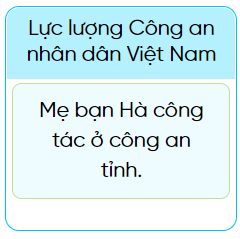 Lực lượng Công an
nhân dân Việt Nam
Mẹ bạn Hà công
tác ở công an
tỉnh.